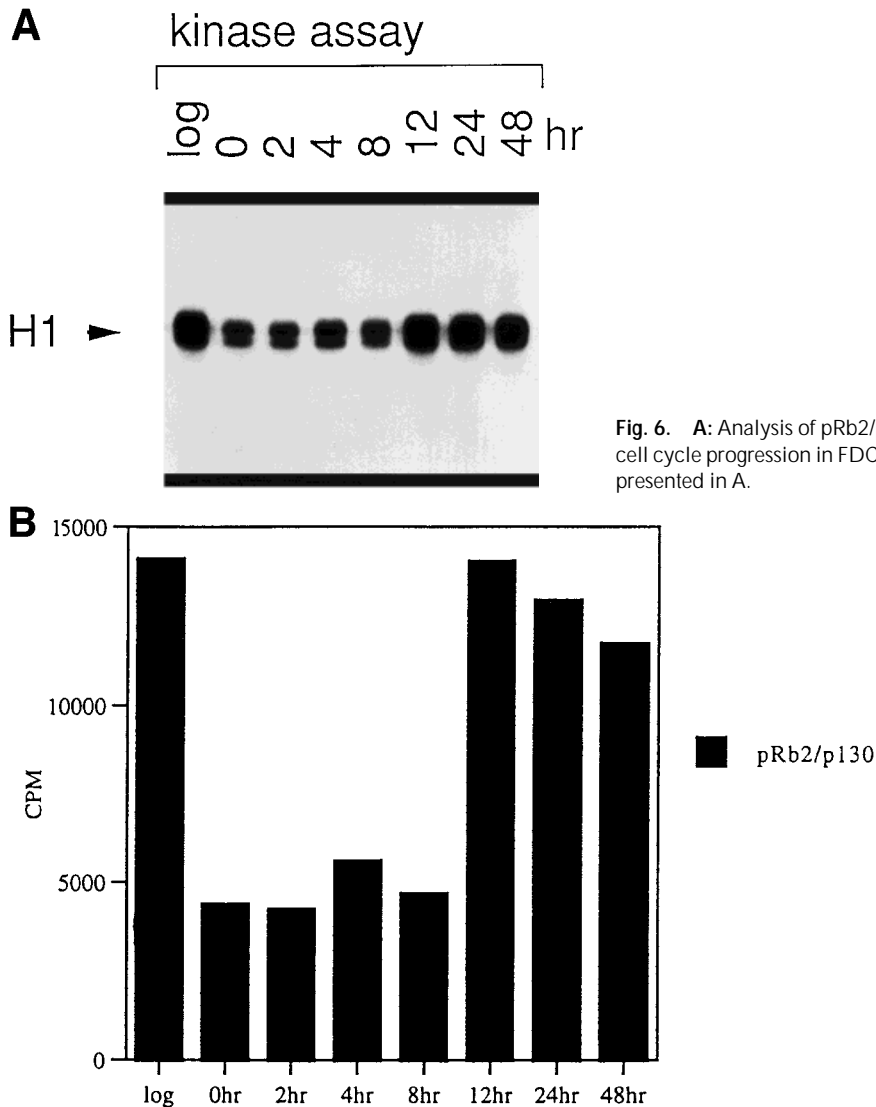 A
kinase assay
log 0 2 4 8 12 24 48 hr
H1
Fig. 6. A: Analysis of pRb2/
cell cycle progression in FDC
presented in A.
B
15000
10000
5000
0
CPM
log 0hr 2hr 4hr 8hr 12hr 24hr 48hr
pRb2/p130